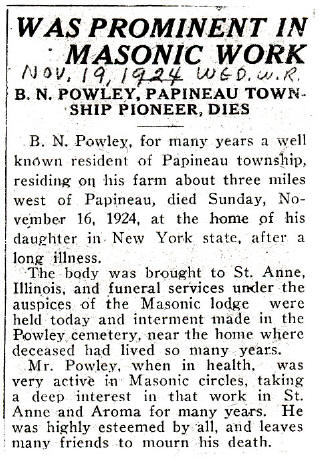 WAS PROMINENT IN
MASONIC WORK
NOV. 19, 1924 WED. W.R.
B. N. POWLEY, PAPINEAU TOWN-
SHIP PIONEER, DIES
B. N. Powley, for many years a well
known resident of Papineau township,
residing on his farm about three miles
west of Papineau, died Sunday, No-
vember 16, 1924, at the home of his
daughter in New York state, after a
long illness.
The body was brought to St. Anne,
Illinois, and funeral services under the
auspices of the Masonic lodge were
held today and interment made in the
Powley cemetery, near the home where
deceased had lived so many years.
Mr. Powley, when in health, was
very active in Masonic circles, taking
a deep interest in that work in St.
Anne and Aroma for many years. He
was highly esteemed by all, and leaves
many friends to mourn his death.